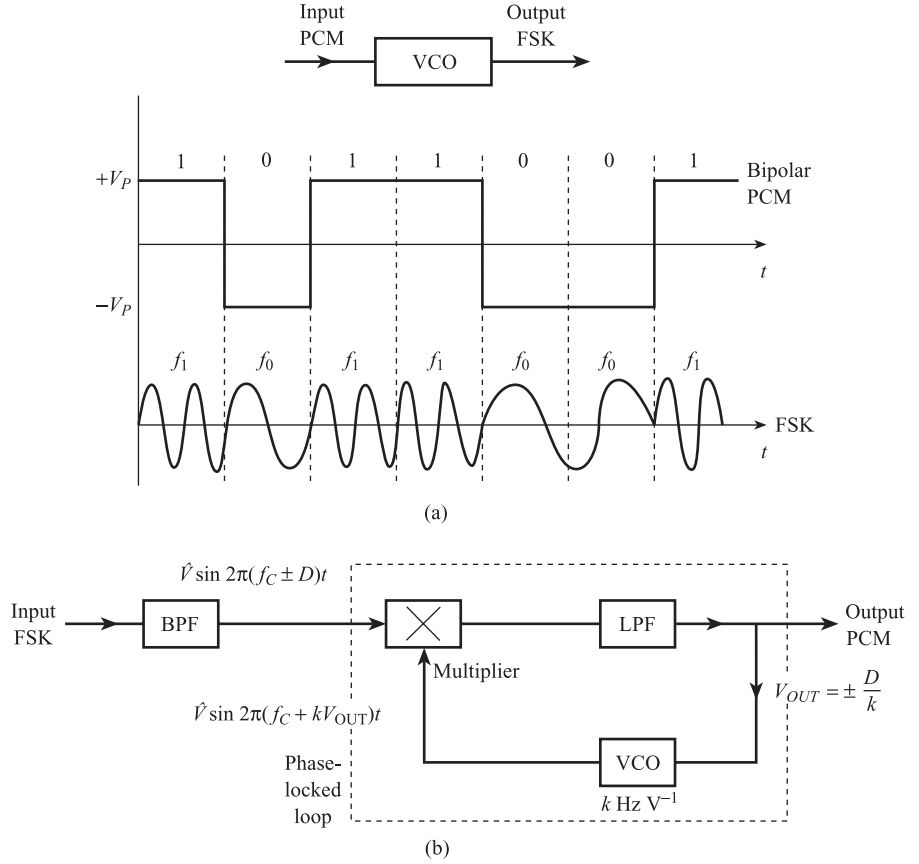 Input
PCM
Output
FSK
VCO
1 0 1 1 0 0 1
+V_P
Bipolar
PCM
t
−V_P
f_1 f_0 f_1 f_1 f_0 f_0 f_1
FSK
t
(a)
V̂ sin 2π(f_C ± D)t
Input
FSK
BPF
LPF
Output
PCM
Multiplier
V_OUT = ± D/k
V̂ sin 2π(f_C + kV_OUT)t
VCO
Phase-
locked
loop
k Hz V⁻¹
(b)